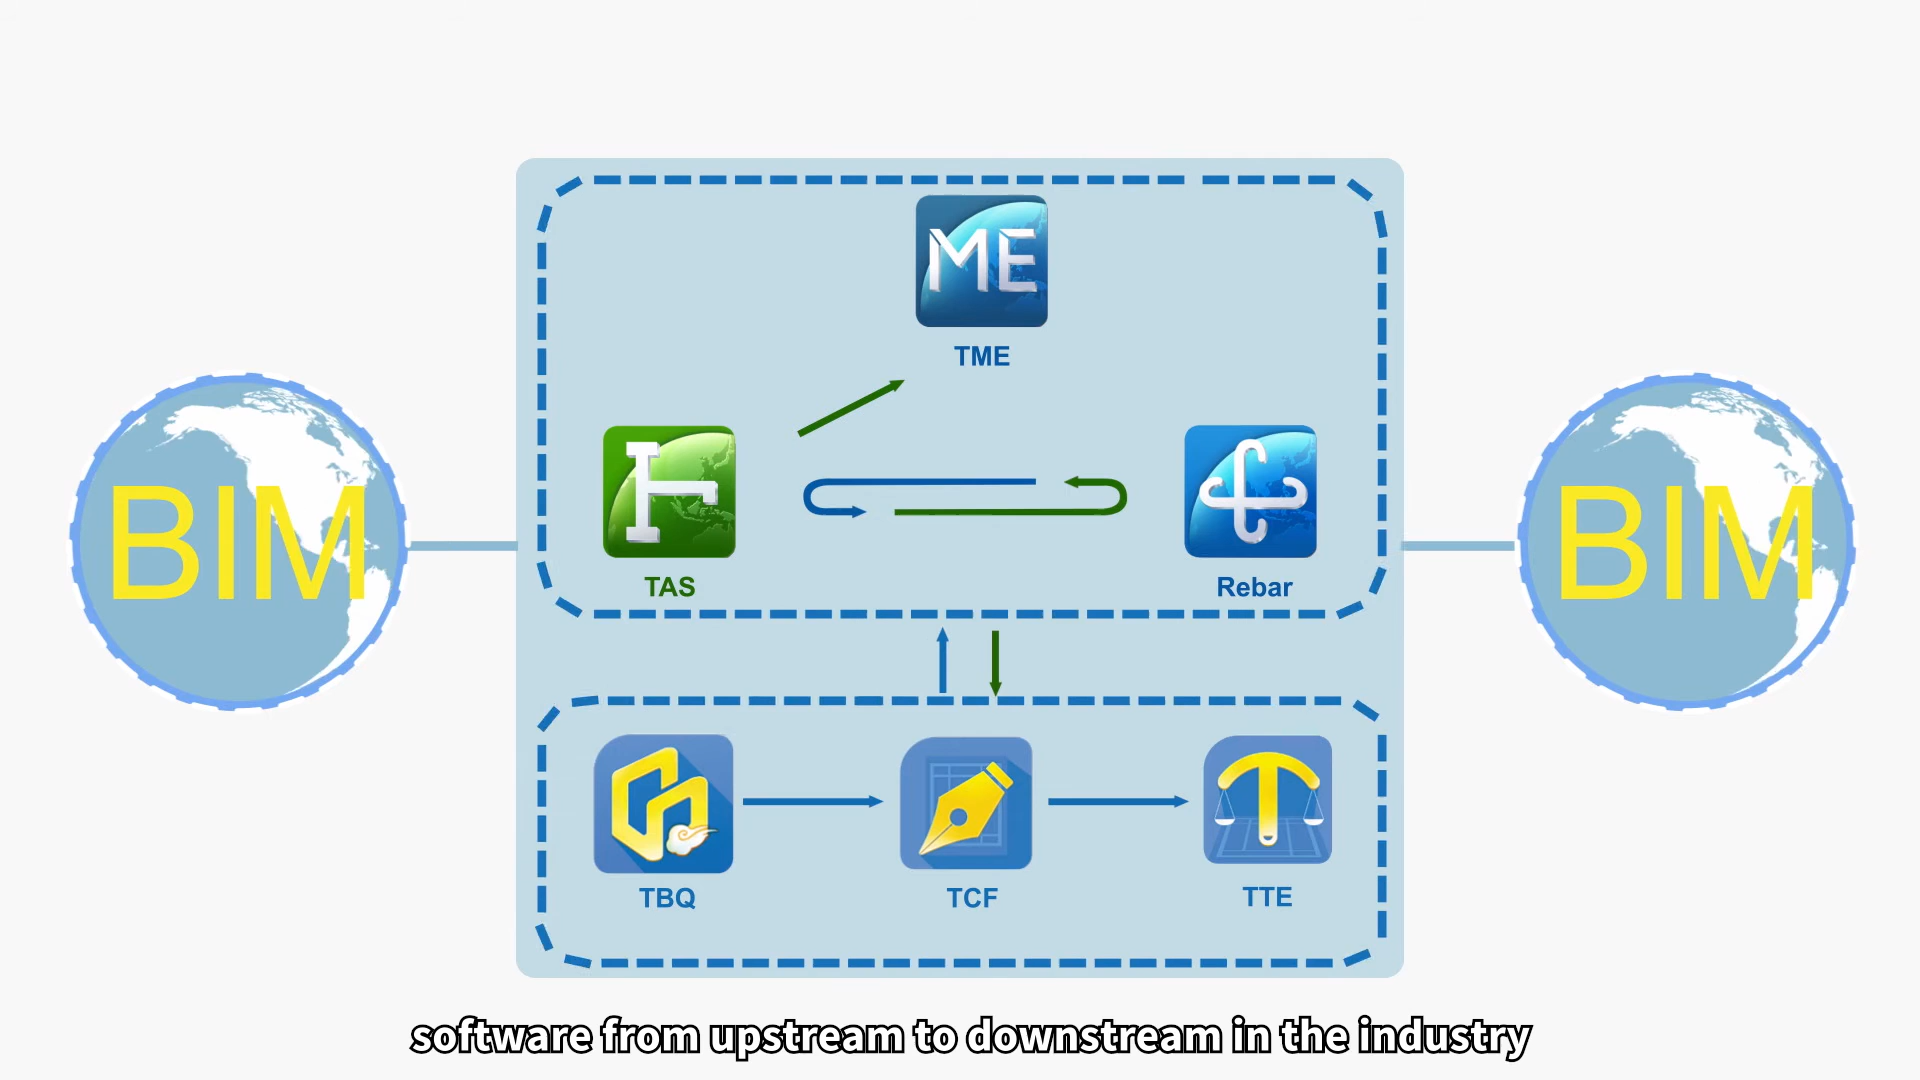 ME
TME
BIM
BIM
TAS
Rebar
TBQ
TCF
TTE
software from upstream to downstream in the industry